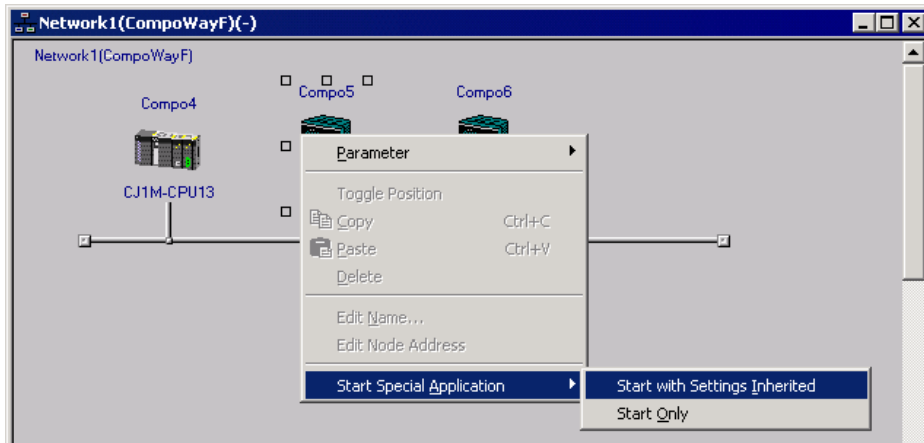 Network1(CompoWayF)(-)
Network1(CompoWayF)
Compo4
Compo5
Compo6
CJ1M-CPU13
Parameter
Toggle Position
Copy Ctrl+C
Paste Ctrl+V
Delete
Edit Name...
Edit Node Address
Start Special Application
Start with Settings Inherited
Start Only